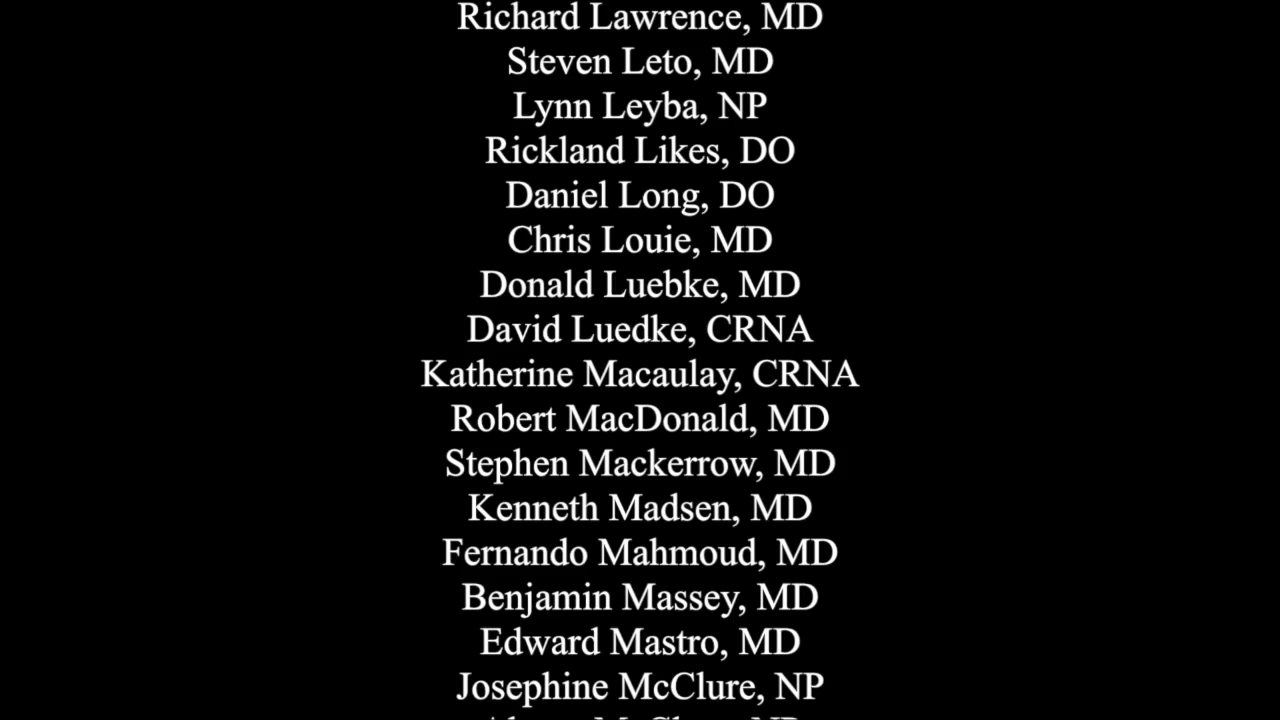 Richard Lawrence, MD
Steven Leto, MD
Lynn Leyba, NP
Rickland Likes, DO
Daniel Long, DO
Chris Louie, MD
Donald Luebke, MD
David Luedke, CRNA
Katherine Macaulay, CRNA
Robert MacDonald, MD
Stephen Mackerrow, MD
Kenneth Madsen, MD
Fernando Mahmoud, MD
Benjamin Massey, MD
Edward Mastro, MD
Josephine McClure, NP